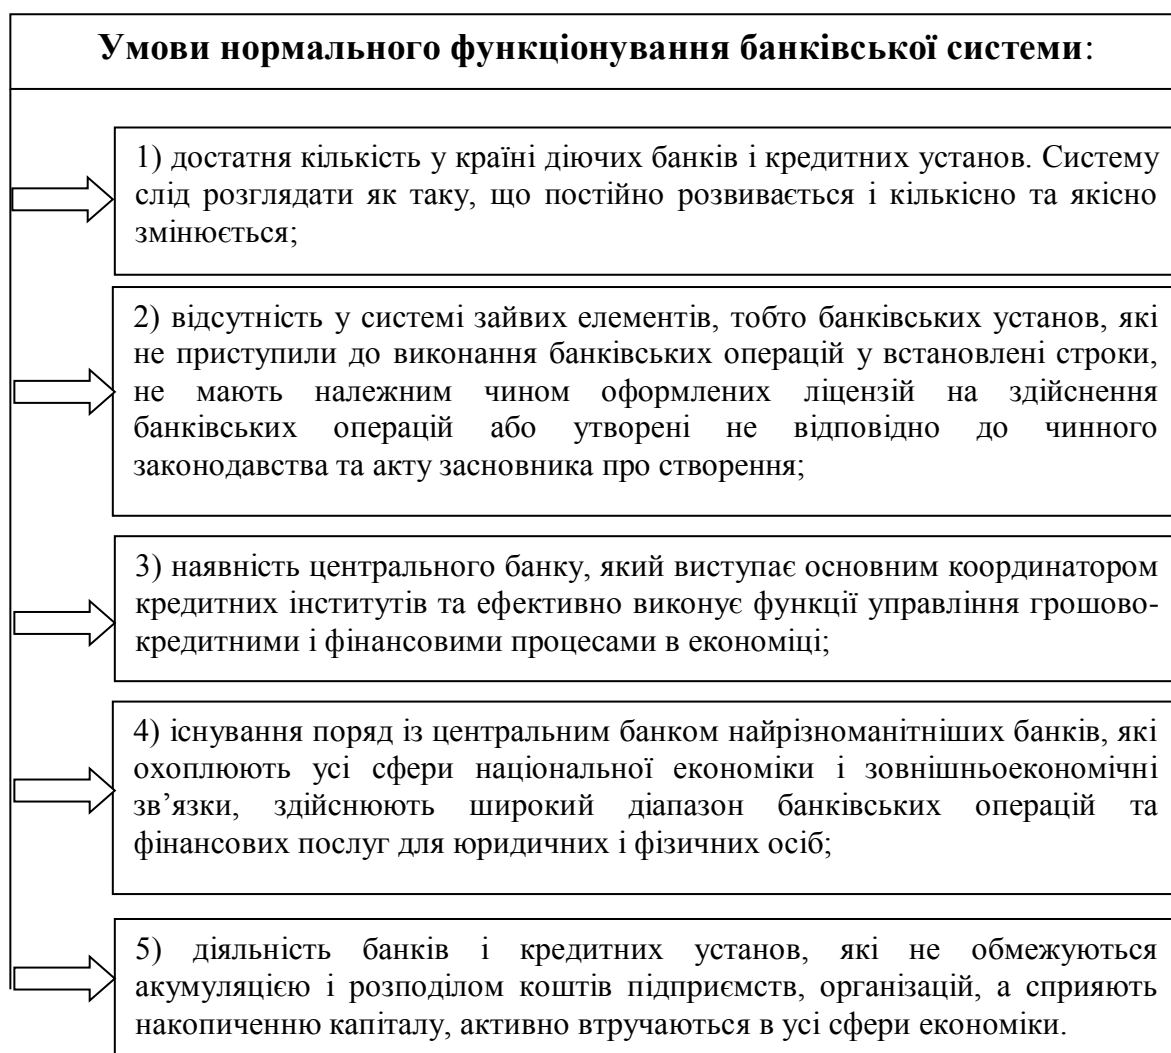 Умови нормального функціонування банківської системи:
1) достатня кількість у країні діючих банків і кредитних установ. Систему
слід розглядати як таку, що постійно розвивається і кількісно та якісно
змінюється;
2) відсутність у системі зайвих елементів, тобто банківських установ, які
не приступили до виконання банківських операцій у встановлені строки,
не мають належним чином оформлених ліцензій на здійснення
банківських операцій або утворені не відповідно до чинного
законодавства та акту засновника про створення;
3) наявність центрального банку, який виступає основним координатором
кредитних інститутів та ефективно виконує функції управління грошово-
кредитними і фінансовими процесами в економіці;
4) існування поряд із центральним банком найрізноманітніших банків, які
охоплюють усі сфери національної економіки і зовнішньоекономічні
зв’язки, здійснюють широкий діапазон банківських операцій та
фінансових послуг для юридичних і фізичних осіб;
5) діяльність банків і кредитних установ, які не обмежуються
акумуляцією і розподілом коштів підприємств, організацій, а сприяють
накопиченню капіталу, активно втручаються в усі сфери економіки.